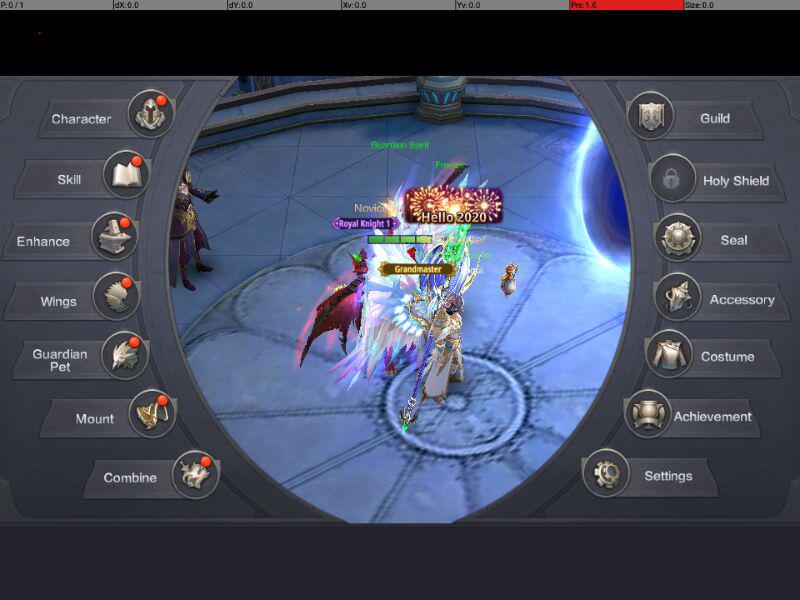 P: 0 / 1
dX: 0.0
dY: 0.0
Xv: 0.0
Yv: 0.0
Prs: 1.0
Size: 0.0
Character
Guild
Guardian Spirit
Skill
Holy Shield
Hello 2020
Royal Knight 1
Enhance
Seal
Grandmaster
Wings
Accessory
Guardian
Pet
Costume
Mount
Achievement
Combine
Settings